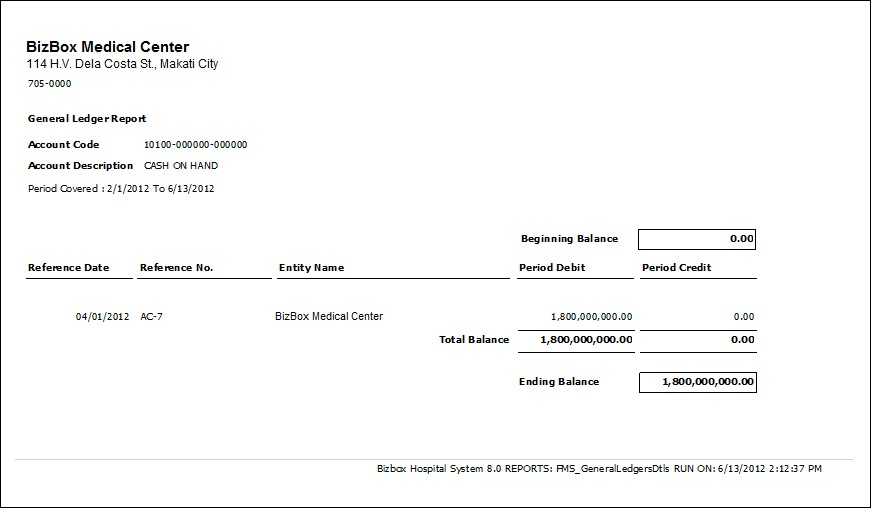 BizBox Medical Center
114 H.V. Dela Costa St., Makati City
705-0000
General Ledger Report
Account Code 10100-000000-000000
Account Description CASH ON HAND
Period Covered : 2/1/2012 To 6/13/2012
Beginning Balance 0.00
Reference Date Reference No. Entity Name Period Debit Period Credit
04/01/2012 AC-7 BizBox Medical Center 1,800,000,000.00 0.00
Total Balance 1,800,000,000.00 0.00
Ending Balance 1,800,000,000.00
Bizbox Hospital System 8.0 REPORTS: FMS_GeneralLedgersDtls RUN ON: 6/13/2012 2:12:37 PM